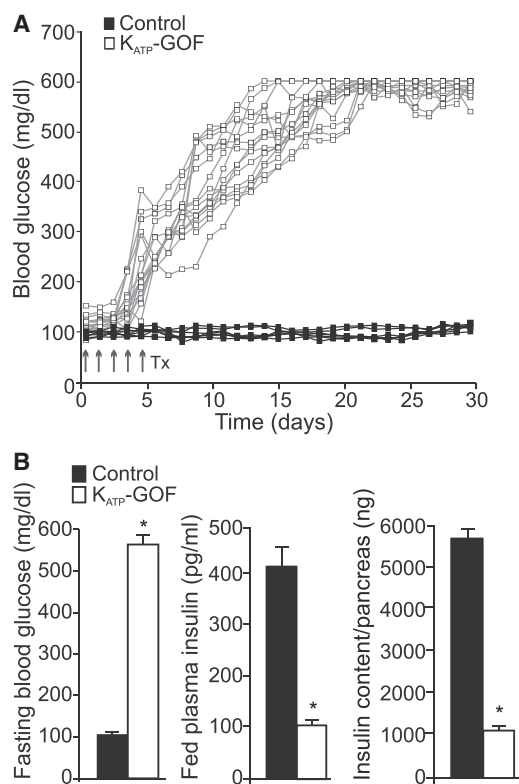 A
Control
K_ATP-GOF
Blood glucose (mg/dl)
700
600
500
400
300
200
100
0
Tx
0 5 10 15 20 25 30
Time (days)
B
Control
K_ATP-GOF
Fasting blood glucose (mg/dl)
600
500
400
300
200
100
0
*
Fed plasma insulin (pg/ml)
500
400
300
200
100
0
*
Insulin content/pancreas (ng)
6000
5000
4000
3000
2000
1000
0
*